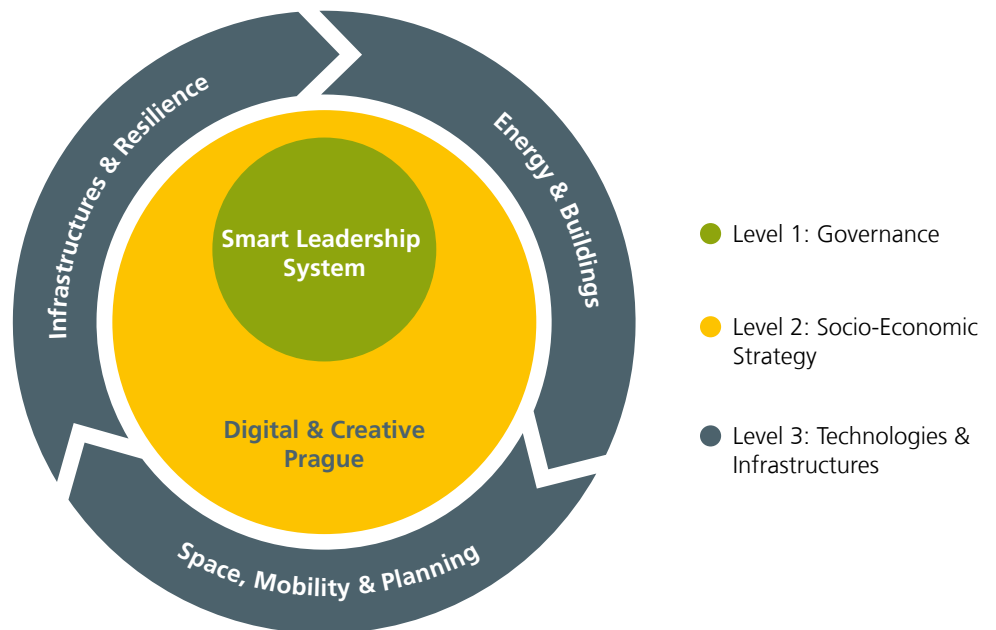 Infrastructures & Resilience
Energy & Buildings
Smart Leadership
System
Digital & Creative
Prague
Space, Mobility & Planning
Level 1: Governance
Level 2: Socio-Economic
Strategy
Level 3: Technologies &
Infrastructures